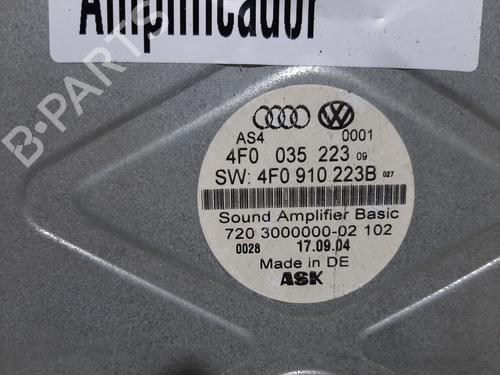 Amplificador
B-PARTS
AS4 0001
4F0 035 223 09
SW: 4F0 910 223B 027
Sound Amplifier Basic
720 3000000-02 102
0028 17.09.04
Made in DE
ASK